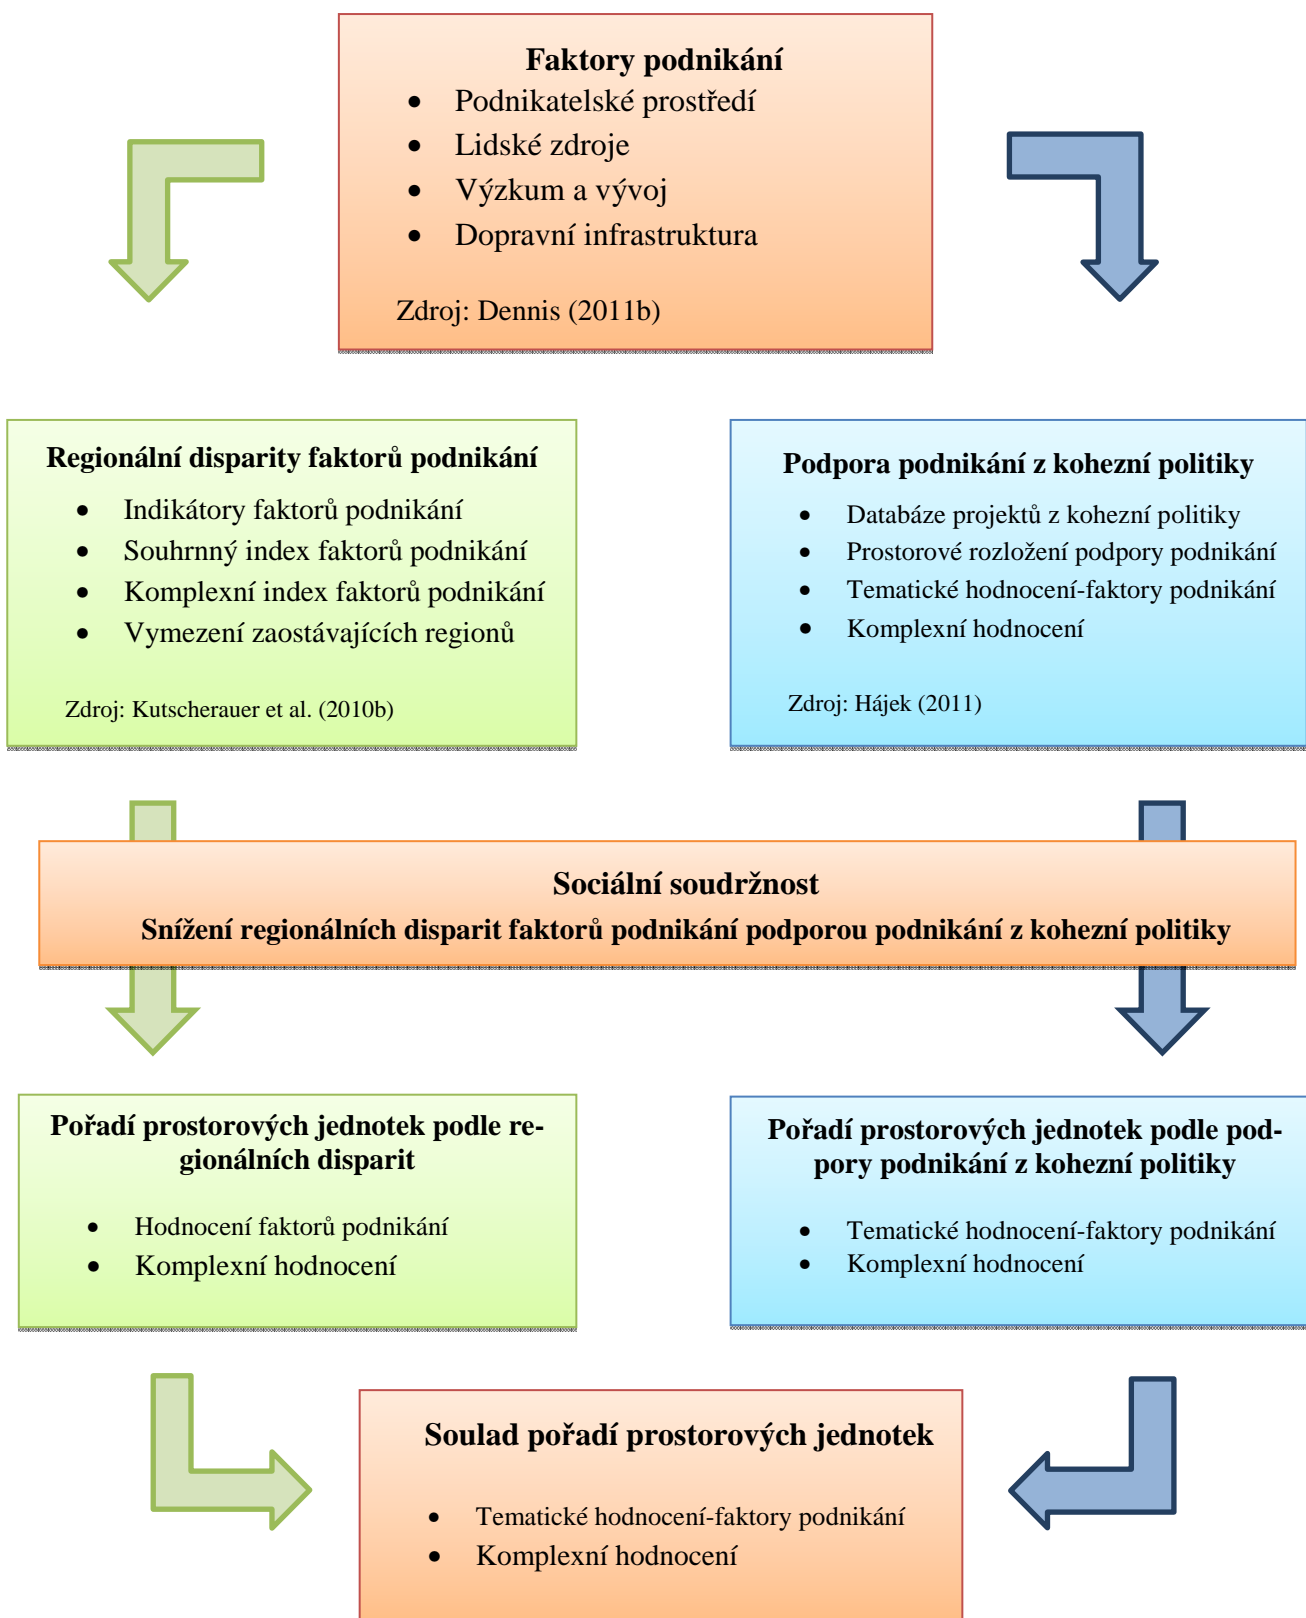 Faktory podnikání
• Podnikatelské prostředí
• Lidské zdroje
• Výzkum a vývoj
• Dopravní infrastruktura
Zdroj: Dennis (2011b)
Regionální disparity faktorů podnikání
• Indikátory faktorů podnikání
• Souhrnný index faktorů podnikání
• Komplexní index faktorů podnikání
• Vymezení zaostávajících regionů
Zdroj: Kutscherauer et al. (2010b)
Podpora podnikání z kohezní politiky
• Databáze projektů z kohezní politiky
• Prostorové rozložení podpory podnikání
• Tematické hodnocení-faktory podnikání
• Komplexní hodnocení
Zdroj: Hájek (2011)
Sociální soudržnost
Snížení regionálních disparit faktorů podnikání podporou podnikání z kohezní politiky
Pořadí prostorových jednotek podle re-
gionálních disparit
• Hodnocení faktorů podnikání
• Komplexní hodnocení
Pořadí prostorových jednotek podle pod-
pory podnikání z kohezní politiky
• Tematické hodnocení-faktory podnikání
• Komplexní hodnocení
Soulad pořadí prostorových jednotek
• Tematické hodnocení-faktory podnikání
• Komplexní hodnocení